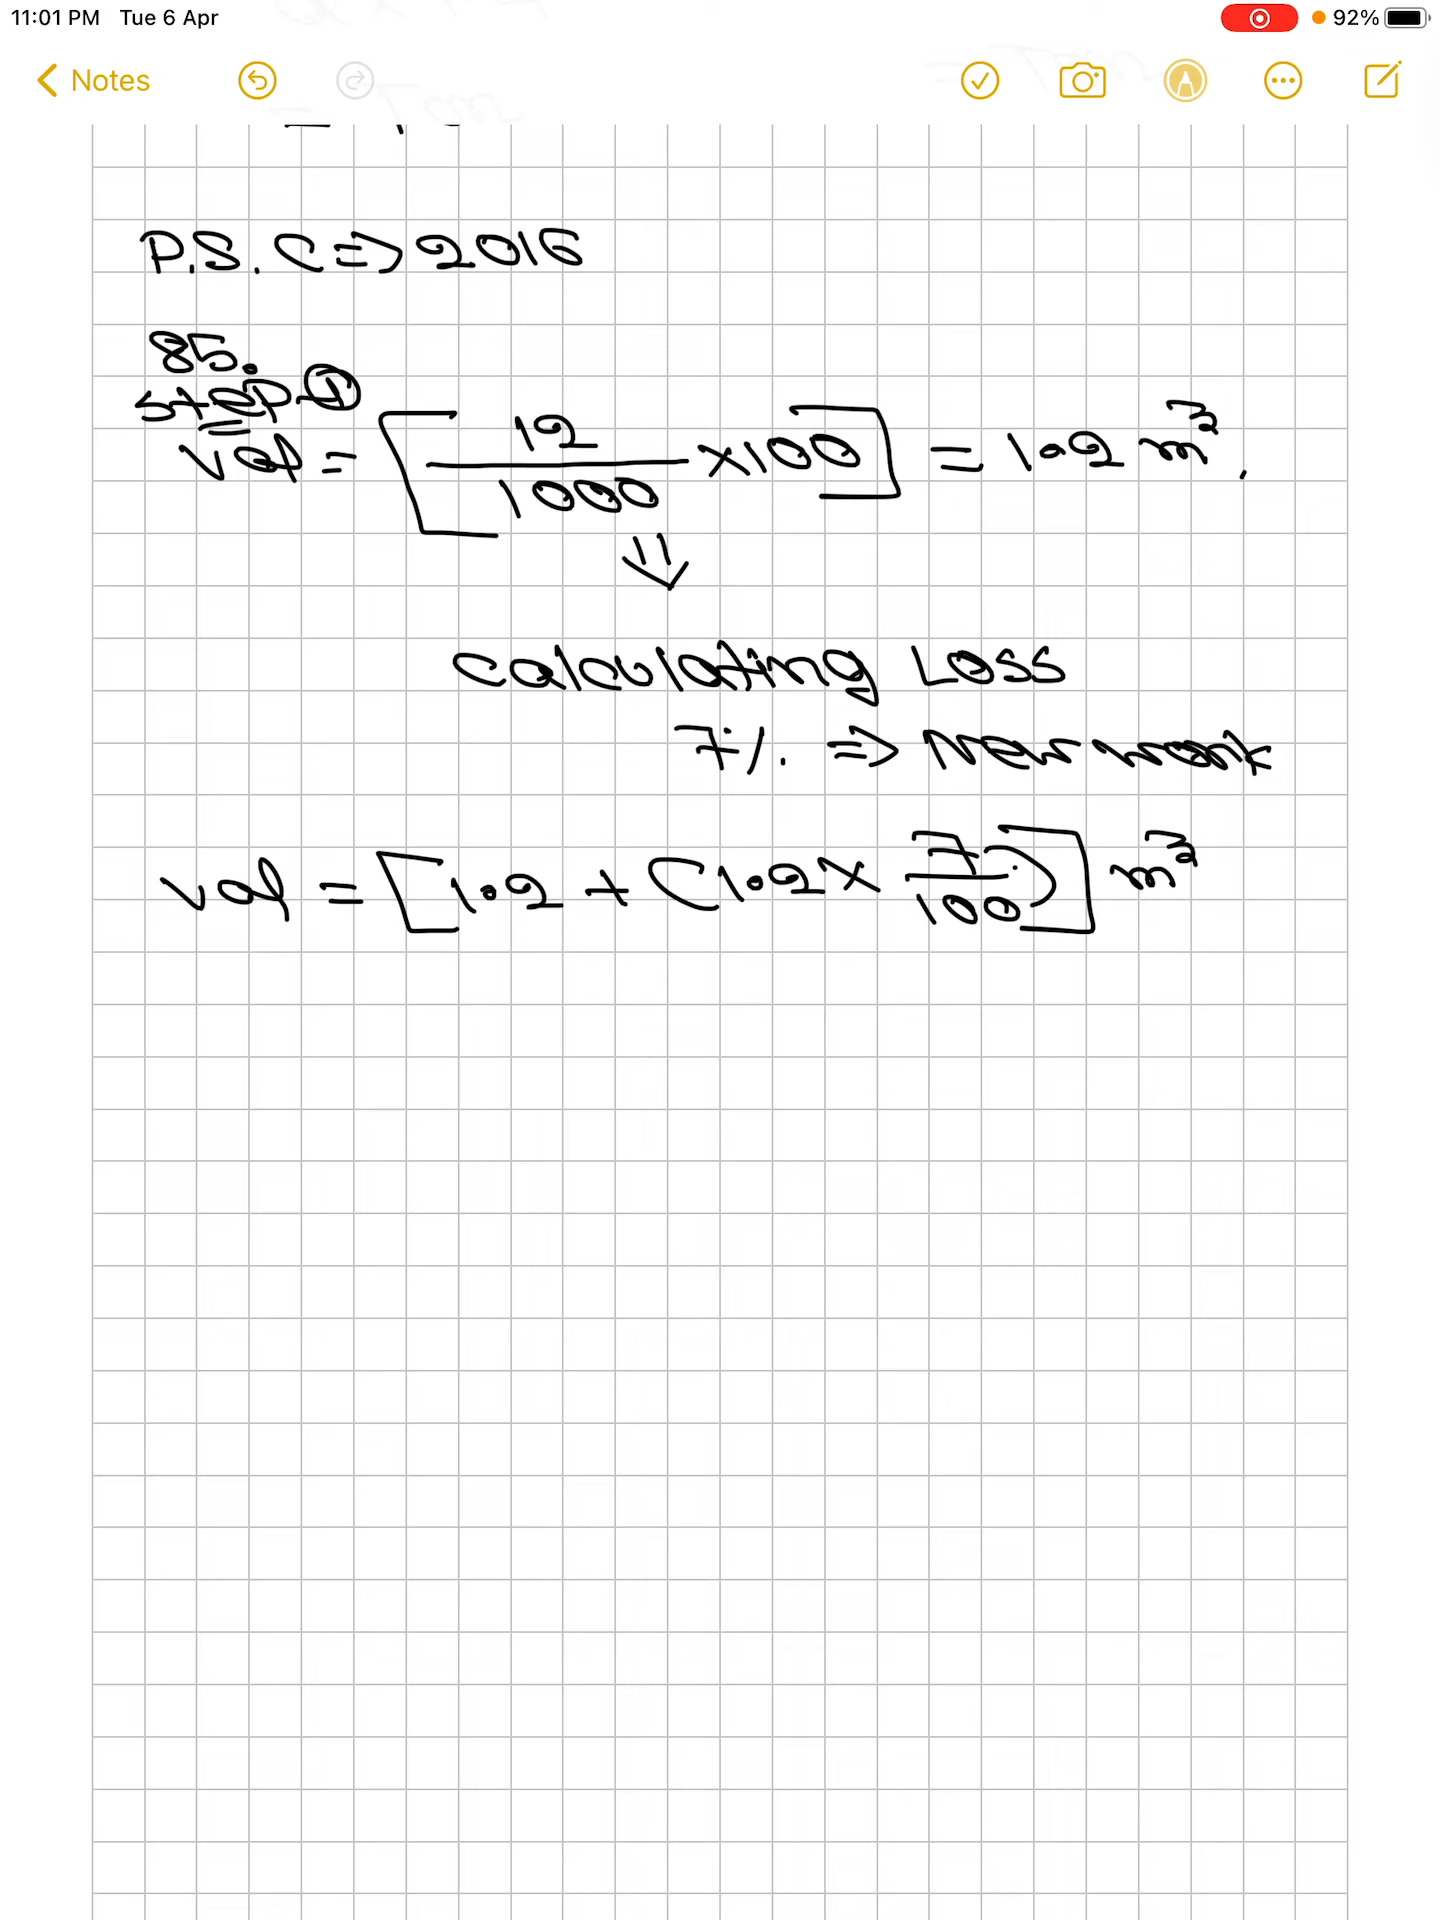 11:01 PM Tue 6 Apr 92%
Notes
P.S.C => 2016
85.
Step ①
Vol = [12/1000 × 100] = 1.2 m³.
⇓
Calculating Loss
7% => New work
Vol = [1.2 + (1.2 × 7/100)] m³